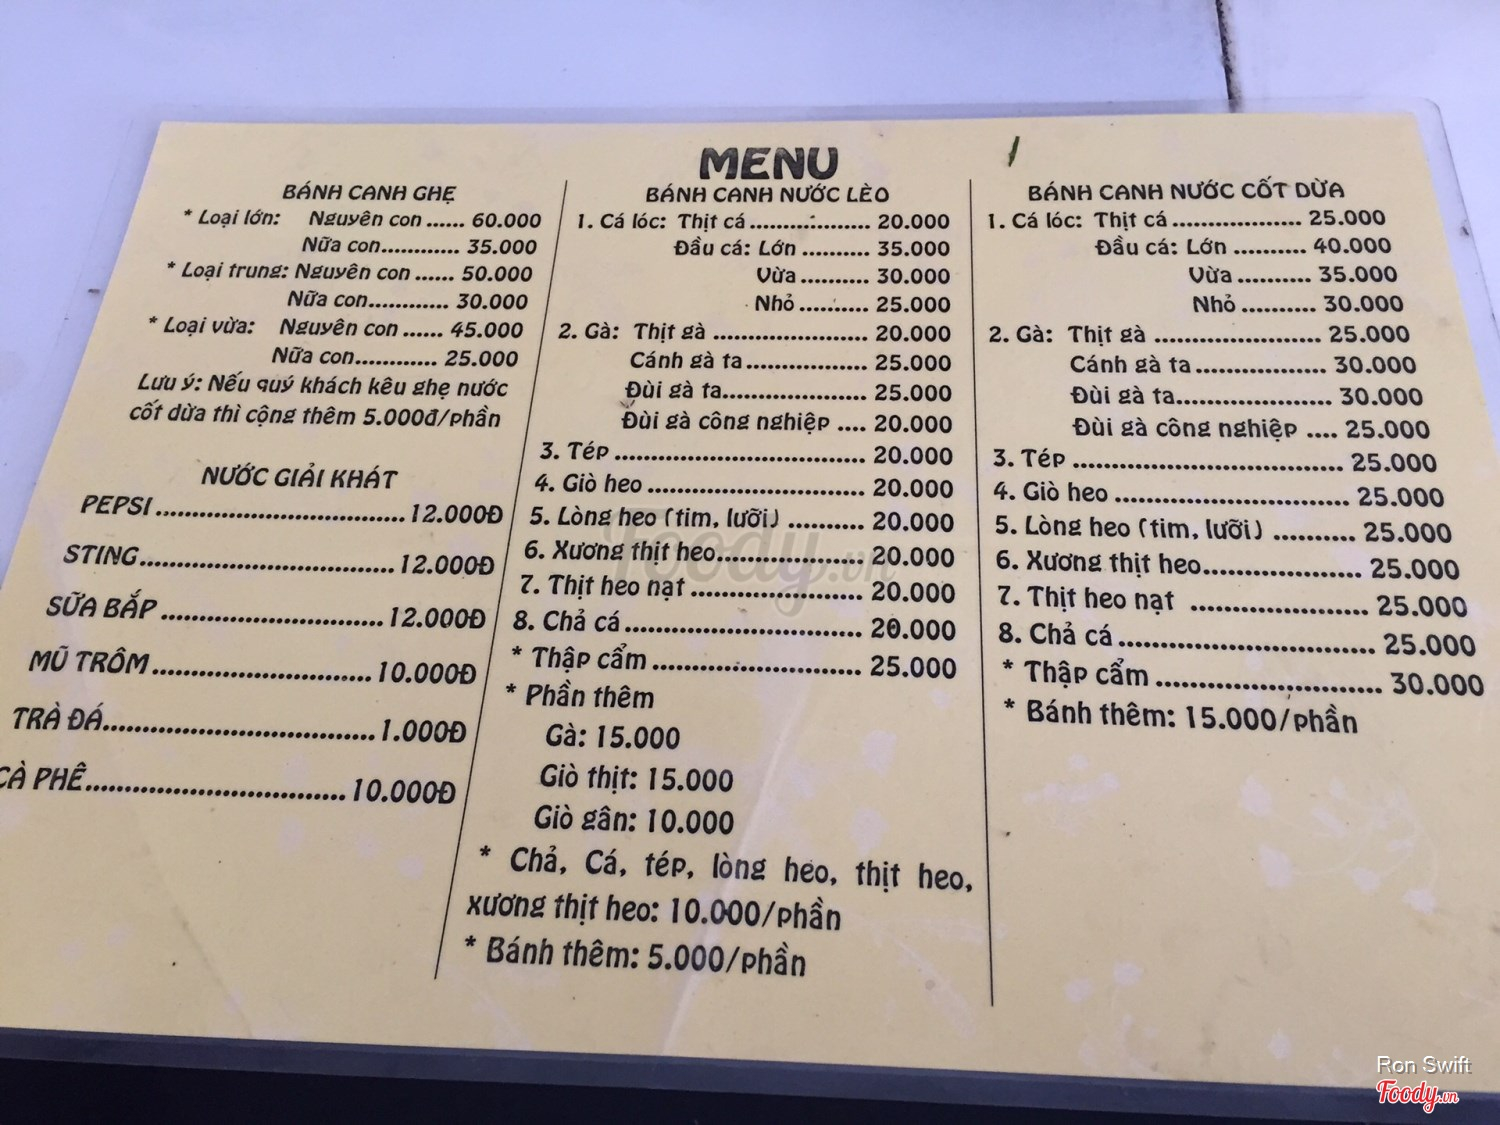 MENU
BÁNH CANH GHẸ
* Loại lớn: Nguyên con ...... 60.000
Nữa con............ 35.000
* Loại trung: Nguyên con ...... 50.000
Nữa con............ 30.000
* Loại vừa: Nguyên con ...... 45.000
Nữa con............ 25.000
Lưu ý: Nếu quý khách kêu ghẹ nước
cốt dừa thì cộng thêm 5.000đ/phần
NƯỚC GIẢI KHÁT
PEPSI ................................. 12.000Đ
STING.................................. 12.000Đ
SỮA BẮP .............................. 12.000Đ
MŨ TRÔM ............................. 10.000Đ
TRÀ ĐÁ.................................... 1.000Đ
CÀ PHÊ.................................. 10.000Đ
BÁNH CANH NƯỚC LÈO
1. Cá lóc: Thịt cá .................... 20.000
Đầu cá: Lớn ........... 35.000
Vừa ........... 30.000
Nhỏ ........... 25.000
2. Gà: Thịt gà ......................... 20.000
Cánh gà ta .................... 25.000
Đùi gà ta........................ 25.000
Đùi gà công nghiệp .... 20.000
3. Tép ..................................... 20.000
4. Giò heo ............................... 20.000
5. Lòng heo (tim, lưỡi) .......... 20.000
6. Xương thịt heo..................... 20.000
7. Thịt heo nạt ........................ 20.000
8. Chả cá ................................. 20.000
* Thập cẩm ............................. 25.000
* Phần thêm
Gà: 15.000
Giò thịt: 15.000
Giò gân: 10.000
* Chả, Cá, tép, lòng heo, thịt heo,
xương thịt heo: 10.000/phần
* Bánh thêm: 5.000/phần
BÁNH CANH NƯỚC CỐT DỪA
1. Cá lóc: Thịt cá .................... 25.000
Đầu cá: Lớn ........... 40.000
Vừa ........... 35.000
Nhỏ ........... 30.000
2. Gà: Thịt gà ......................... 25.000
Cánh gà ta .................... 30.000
Đùi gà ta........................ 30.000
Đùi gà công nghiệp .... 25.000
3. Tép ..................................... 25.000
4. Giò heo ............................... 25.000
5. Lòng heo (tim, lưỡi) .......... 25.000
6. Xương thịt heo..................... 25.000
7. Thịt heo nạt ........................ 25.000
8. Chả cá ................................. 25.000
* Thập cẩm ............................. 30.000
* Bánh thêm: 15.000/phần
Foody.vn
Ron Swift
Foody.vn